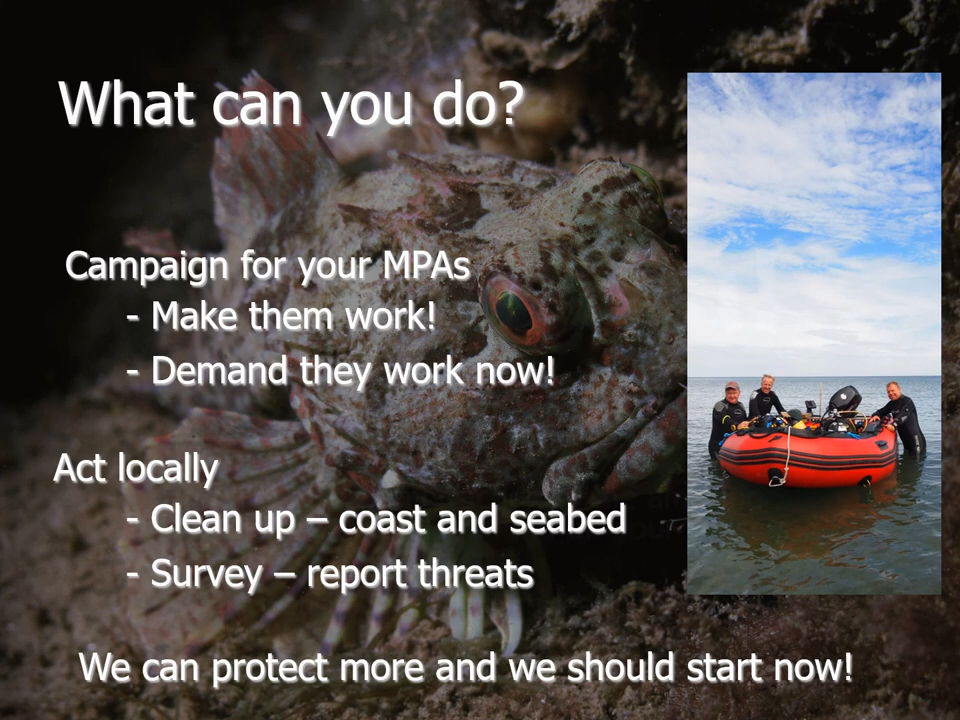 What can you do?
Campaign for your MPAs
- Make them work!
- Demand they work now!
Act locally
- Clean up – coast and seabed
- Survey – report threats
We can protect more and we should start now!